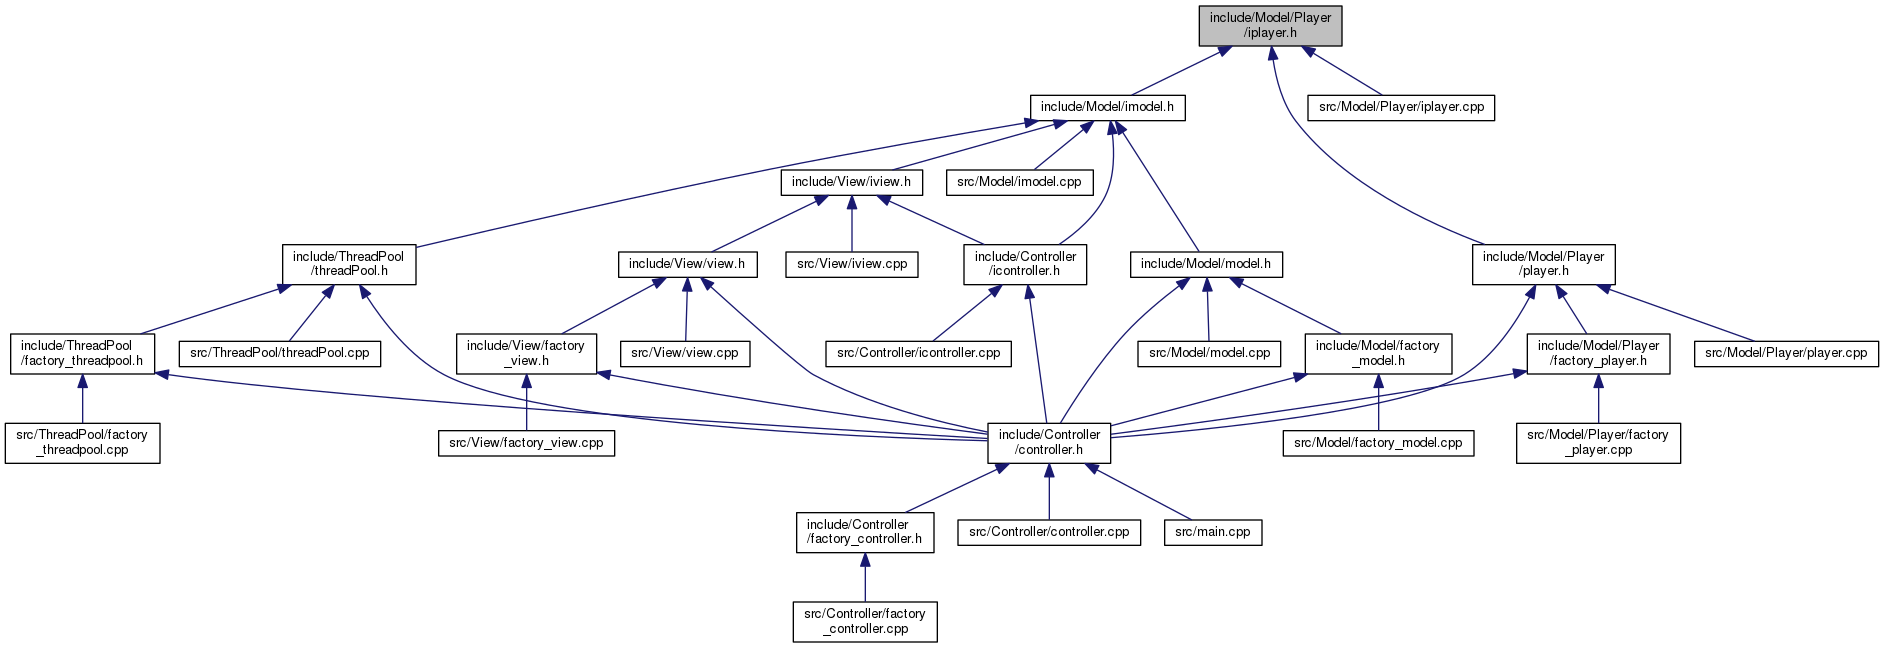 include/Model/Player
/iplayer.h
include/Model/imodel.h
src/Model/Player/iplayer.cpp
include/View/iview.h
src/Model/imodel.cpp
include/ThreadPool
/threadPool.h
include/View/view.h
src/View/iview.cpp
include/Controller
/icontroller.h
include/Model/model.h
include/Model/Player
/player.h
include/ThreadPool
/factory_threadpool.h
src/ThreadPool/threadPool.cpp
include/View/factory
_view.h
src/View/view.cpp
src/Controller/icontroller.cpp
src/Model/model.cpp
include/Model/factory
_model.h
include/Model/Player
/factory_player.h
src/Model/Player/player.cpp
src/ThreadPool/factory
_threadpool.cpp
src/View/factory_view.cpp
include/Controller
/controller.h
src/Model/factory_model.cpp
src/Model/Player/factory
_player.cpp
include/Controller
/factory_controller.h
src/Controller/controller.cpp
src/main.cpp
src/Controller/factory
_controller.cpp